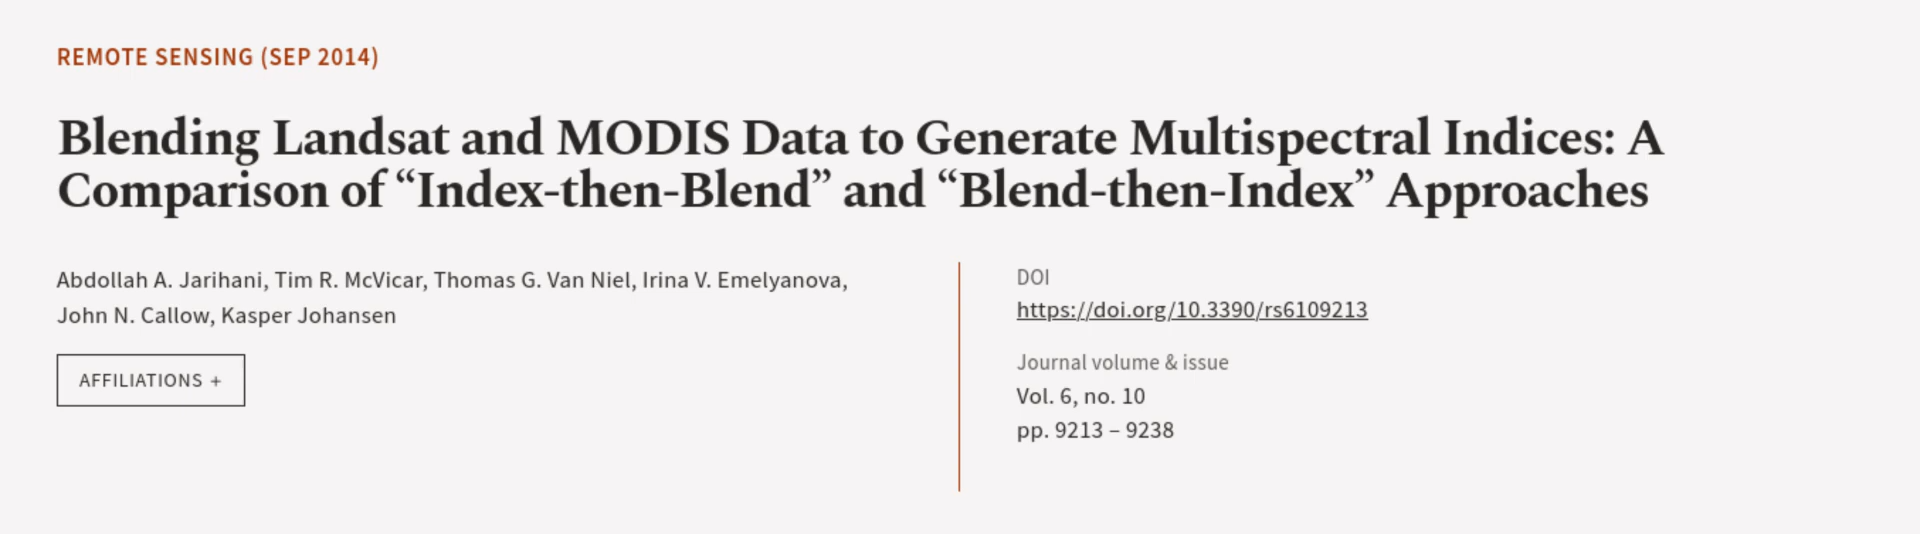 REMOTE SENSING (SEP 2014)
Blending Landsat and MODIS Data to Generate Multispectral Indices: A
Comparison of “Index-then-Blend” and “Blend-then-Index” Approaches
Abdollah A. Jarihani, Tim R. McVicar, Thomas G. Van Niel, Irina V. Emelyanova,
John N. Callow, Kasper Johansen
AFFILIATIONS +
DOI
https://doi.org/10.3390/rs6109213
Journal volume & issue
Vol. 6, no. 10
pp. 9213 – 9238